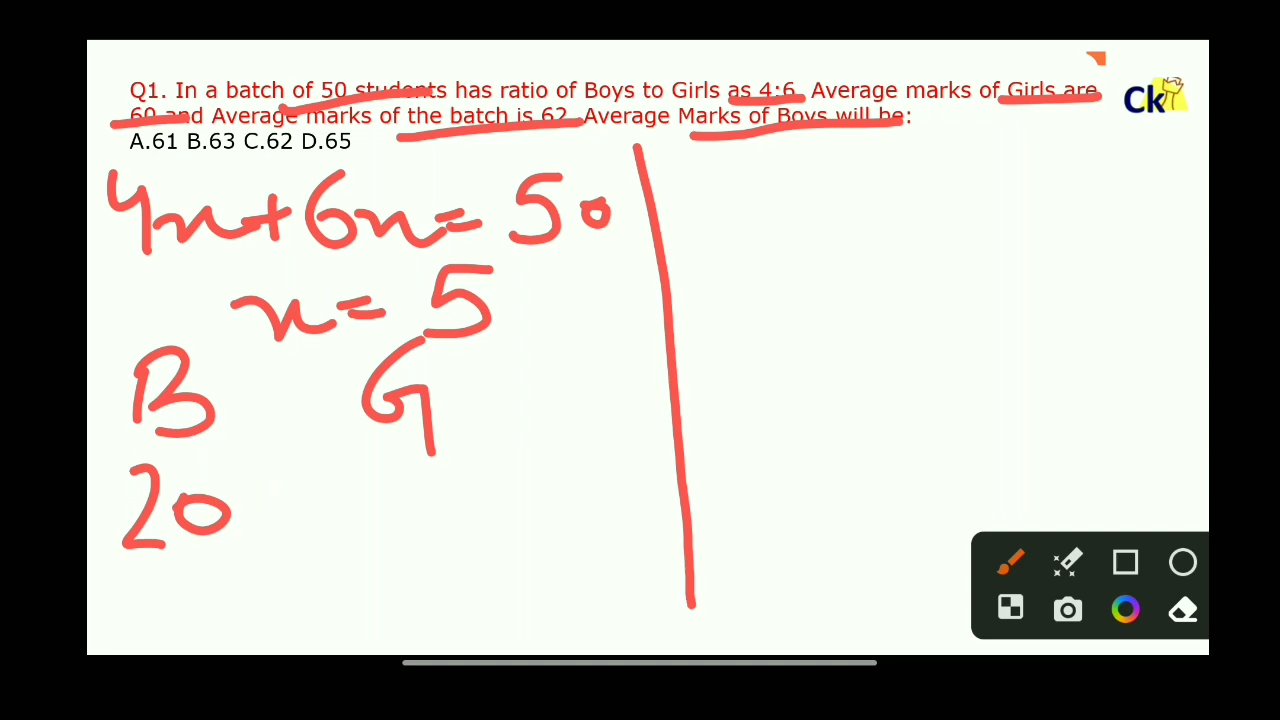 Q1. In a batch of 50 students has ratio of Boys to Girls as 4:6. Average marks of Girls are
60 and Average marks of the batch is 62. Average Marks of Boys will be:
A.61 B.63 C.62 D.65
Ck
4x+6x=50
x=5
B G
20